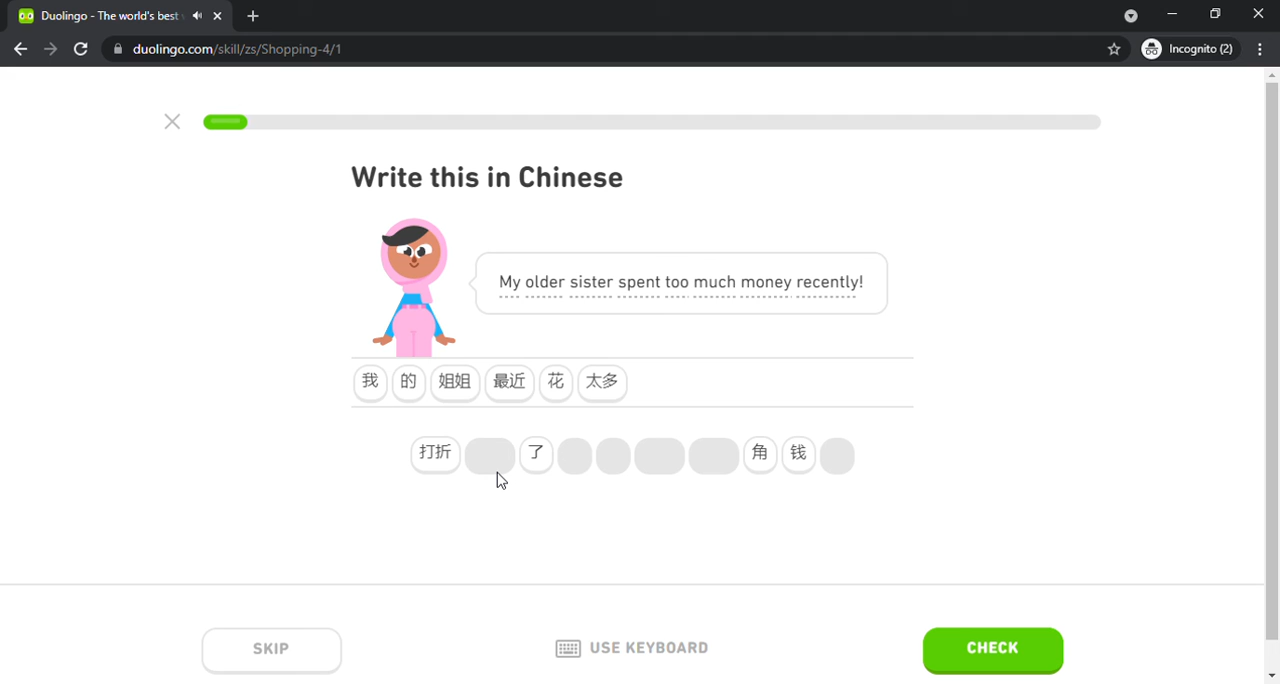 Duolingo - The world's best
duolingo.com/skill/zs/Shopping-4/1
Incognito (2)
Write this in Chinese
My older sister spent too much money recently!
我 的 姐姐 最近 花 太多
打折 了 角 钱
SKIP
USE KEYBOARD
CHECK